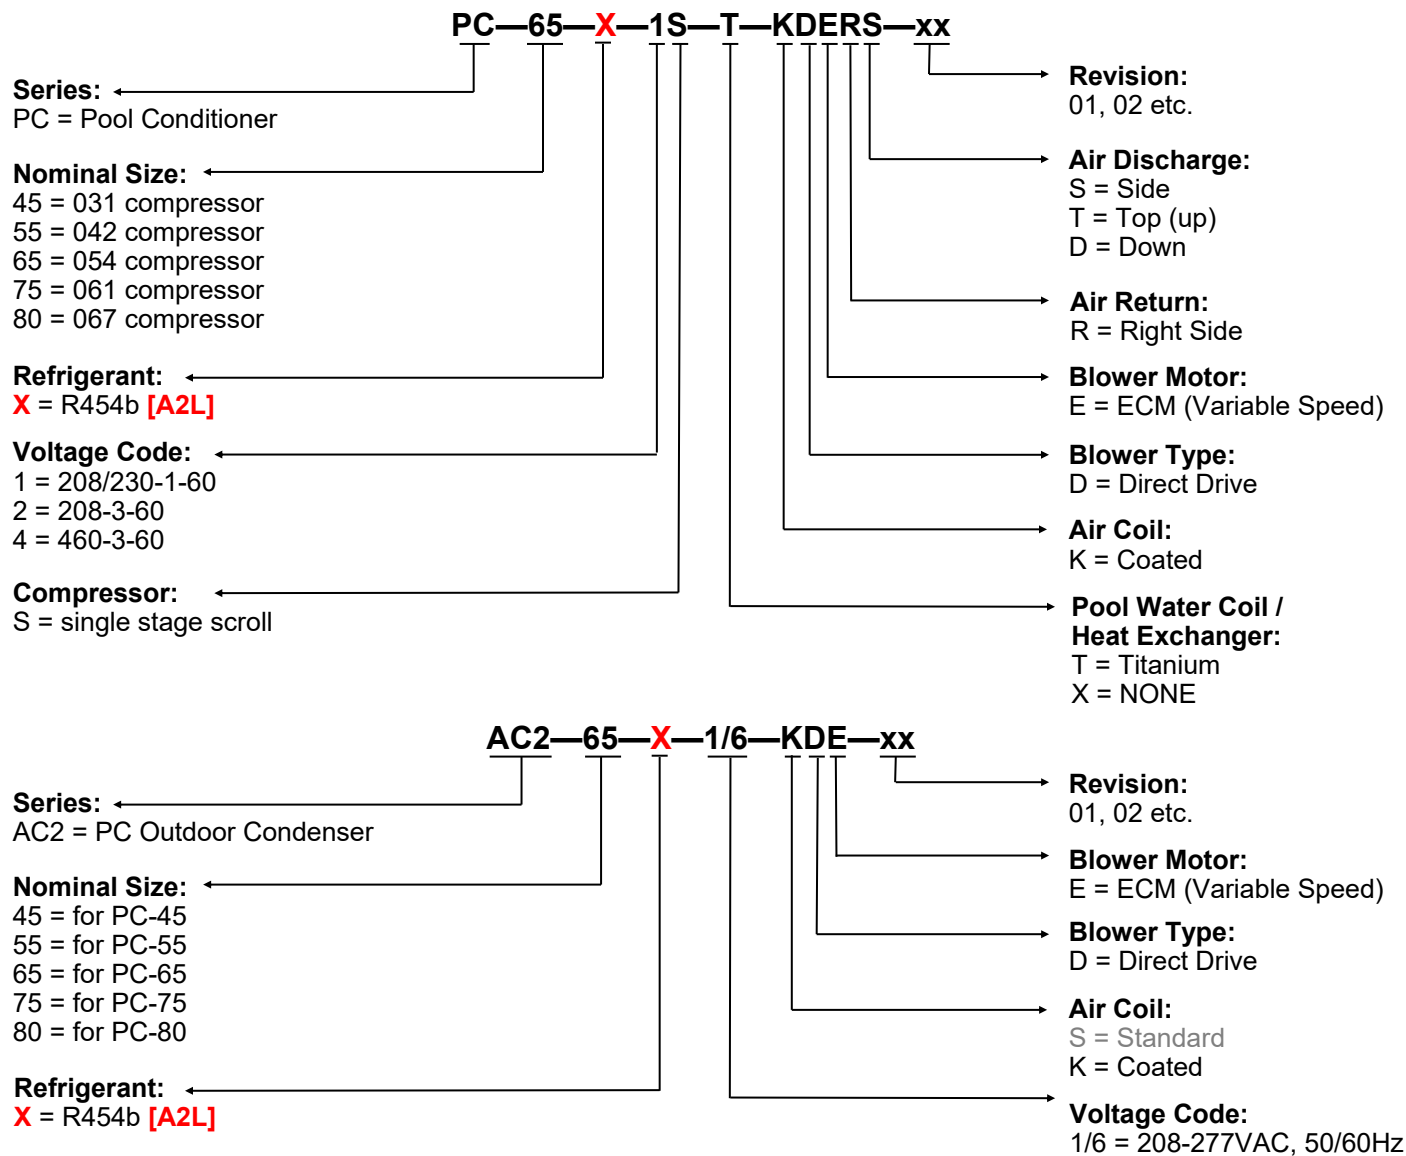 PC—65—X—1S—T—KDERS—xx
Series:
PC = Pool Conditioner
Nominal Size:
45 = 031 compressor
55 = 042 compressor
65 = 054 compressor
75 = 061 compressor
80 = 067 compressor
Refrigerant:
X = R454b [A2L]
Voltage Code:
1 = 208/230-1-60
2 = 208-3-60
4 = 460-3-60
Compressor:
S = single stage scroll
Revision:
01, 02 etc.
Air Discharge:
S = Side
T = Top (up)
D = Down
Air Return:
R = Right Side
Blower Motor:
E = ECM (Variable Speed)
Blower Type:
D = Direct Drive
Air Coil:
K = Coated
Pool Water Coil /
Heat Exchanger:
T = Titanium
X = NONE
AC2—65—X—1/6—KDE—xx
Series:
AC2 = PC Outdoor Condenser
Nominal Size:
45 = for PC-45
55 = for PC-55
65 = for PC-65
75 = for PC-75
80 = for PC-80
Refrigerant:
X = R454b [A2L]
Revision:
01, 02 etc.
Blower Motor:
E = ECM (Variable Speed)
Blower Type:
D = Direct Drive
Air Coil:
S = Standard
K = Coated
Voltage Code:
1/6 = 208-277VAC, 50/60Hz